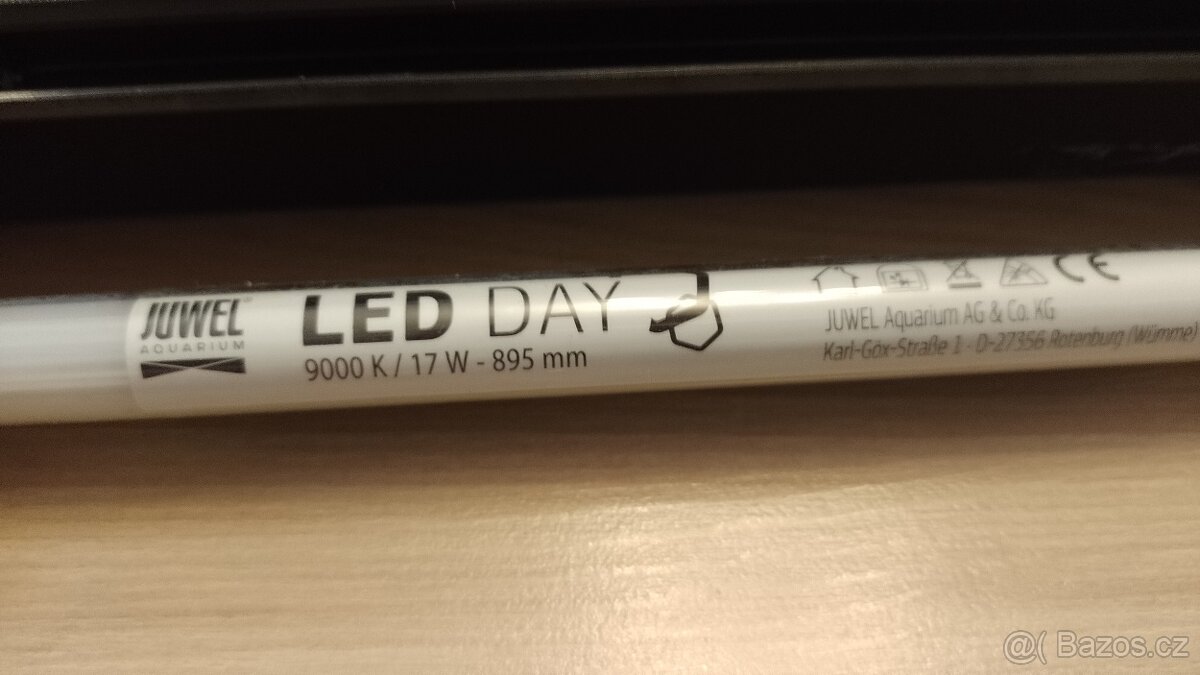 JUWEL
AQUARIUM
LED DAY
9000 K / 17 W - 895 mm
CE
JUWEL Aquarium AG & Co. KG
Karl-Göx-Straße 1 - D-27356 Rotenburg (Wümme)
@( Bazos.cz